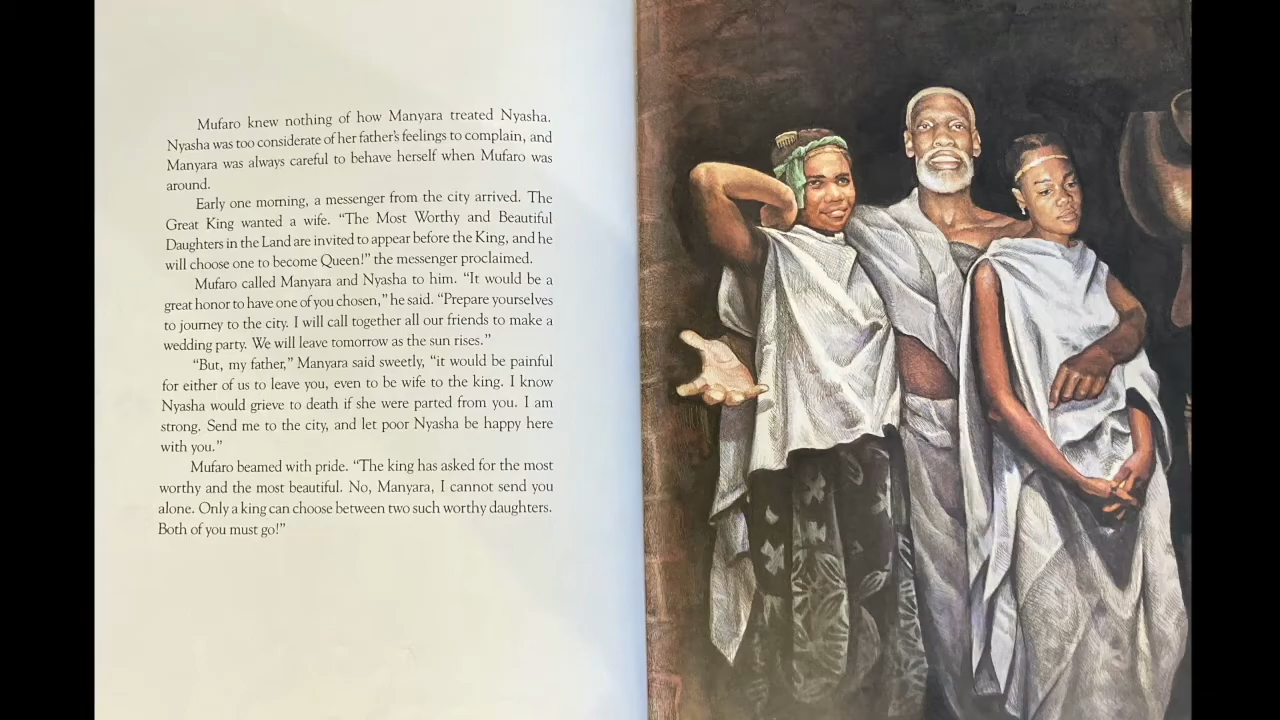 Mufaro knew nothing of how Manyara treated Nyasha.
Nyasha was too considerate of her father's feelings to complain, and
Manyara was always careful to behave herself when Mufaro was
around.
Early one morning, a messenger from the city arrived. The
Great King wanted a wife. “The Most Worthy and Beautiful
Daughters in the Land are invited to appear before the King, and he
will choose one to become Queen!” the messenger proclaimed.
Mufaro called Manyara and Nyasha to him. “It would be a
great honor to have one of you chosen,” he said. “Prepare yourselves
to journey to the city. I will call together all our friends to make a
wedding party. We will leave tomorrow as the sun rises.”
“But, my father,” Manyara said sweetly, “it would be painful
for either of us to leave you, even to be wife to the king. I know
Nyasha would grieve to death if she were parted from you. I am
strong. Send me to the city, and let poor Nyasha be happy here
with you.”
Mufaro beamed with pride. “The king has asked for the most
worthy and the most beautiful. No, Manyara, I cannot send you
alone. Only a king can choose between two such worthy daughters.
Both of you must go!”